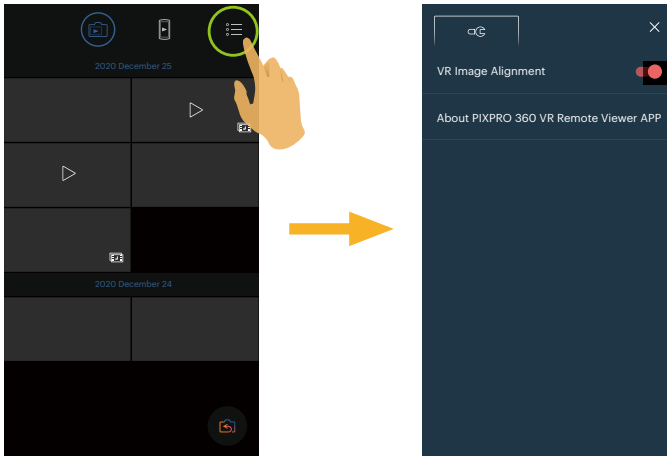 2020 December 25
2020 December 24
VR Image Alignment
About PIXPRO 360 VR Remote Viewer APP